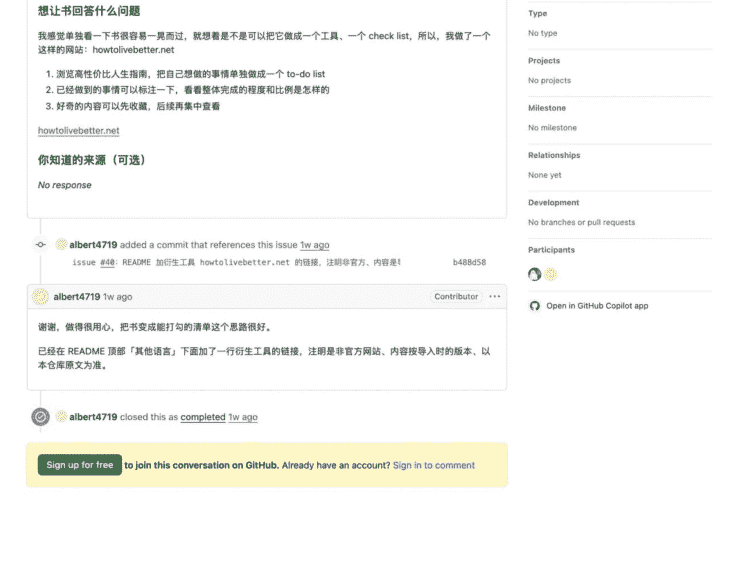 想让书回答什么问题
我感觉单独看一下书很容易一晃而过，就想着是不是可以把它做成一个工具、一个 check list，所以，我做了一个
这样的网站：howtolivebetter.net
1. 浏览高性价比人生指南，把自己想做的事情单独做成一个 to-do list
2. 已经做到的事情可以标注一下，看看整体完成的程度和比例是怎样的
3. 好奇的内容可以先收藏，后续再集中查看
howtolivebetter.net
你知道的来源（可选）
No response
albert4719 added a commit that references this issue 1w ago
issue #40: README 加衍生工具 howtolivebetter.net 的链接，注明非官方、内容是
b488d58
albert4719 1w ago
Contributor
谢谢，做得很用心，把书变成能打勾的清单这个思路很好。
已经在 README 顶部「其他语言」下面加了一行衍生工具的链接，注明是非官方网站、内容按导入时的版本、以
本仓库原文为准。
albert4719 closed this as completed 1w ago
Sign up for free to join this conversation on GitHub. Already have an account? Sign in to comment
Type
No type
Projects
No projects
Milestone
No milestone
Relationships
None yet
Development
No branches or pull requests
Participants
Open in GitHub Copilot app